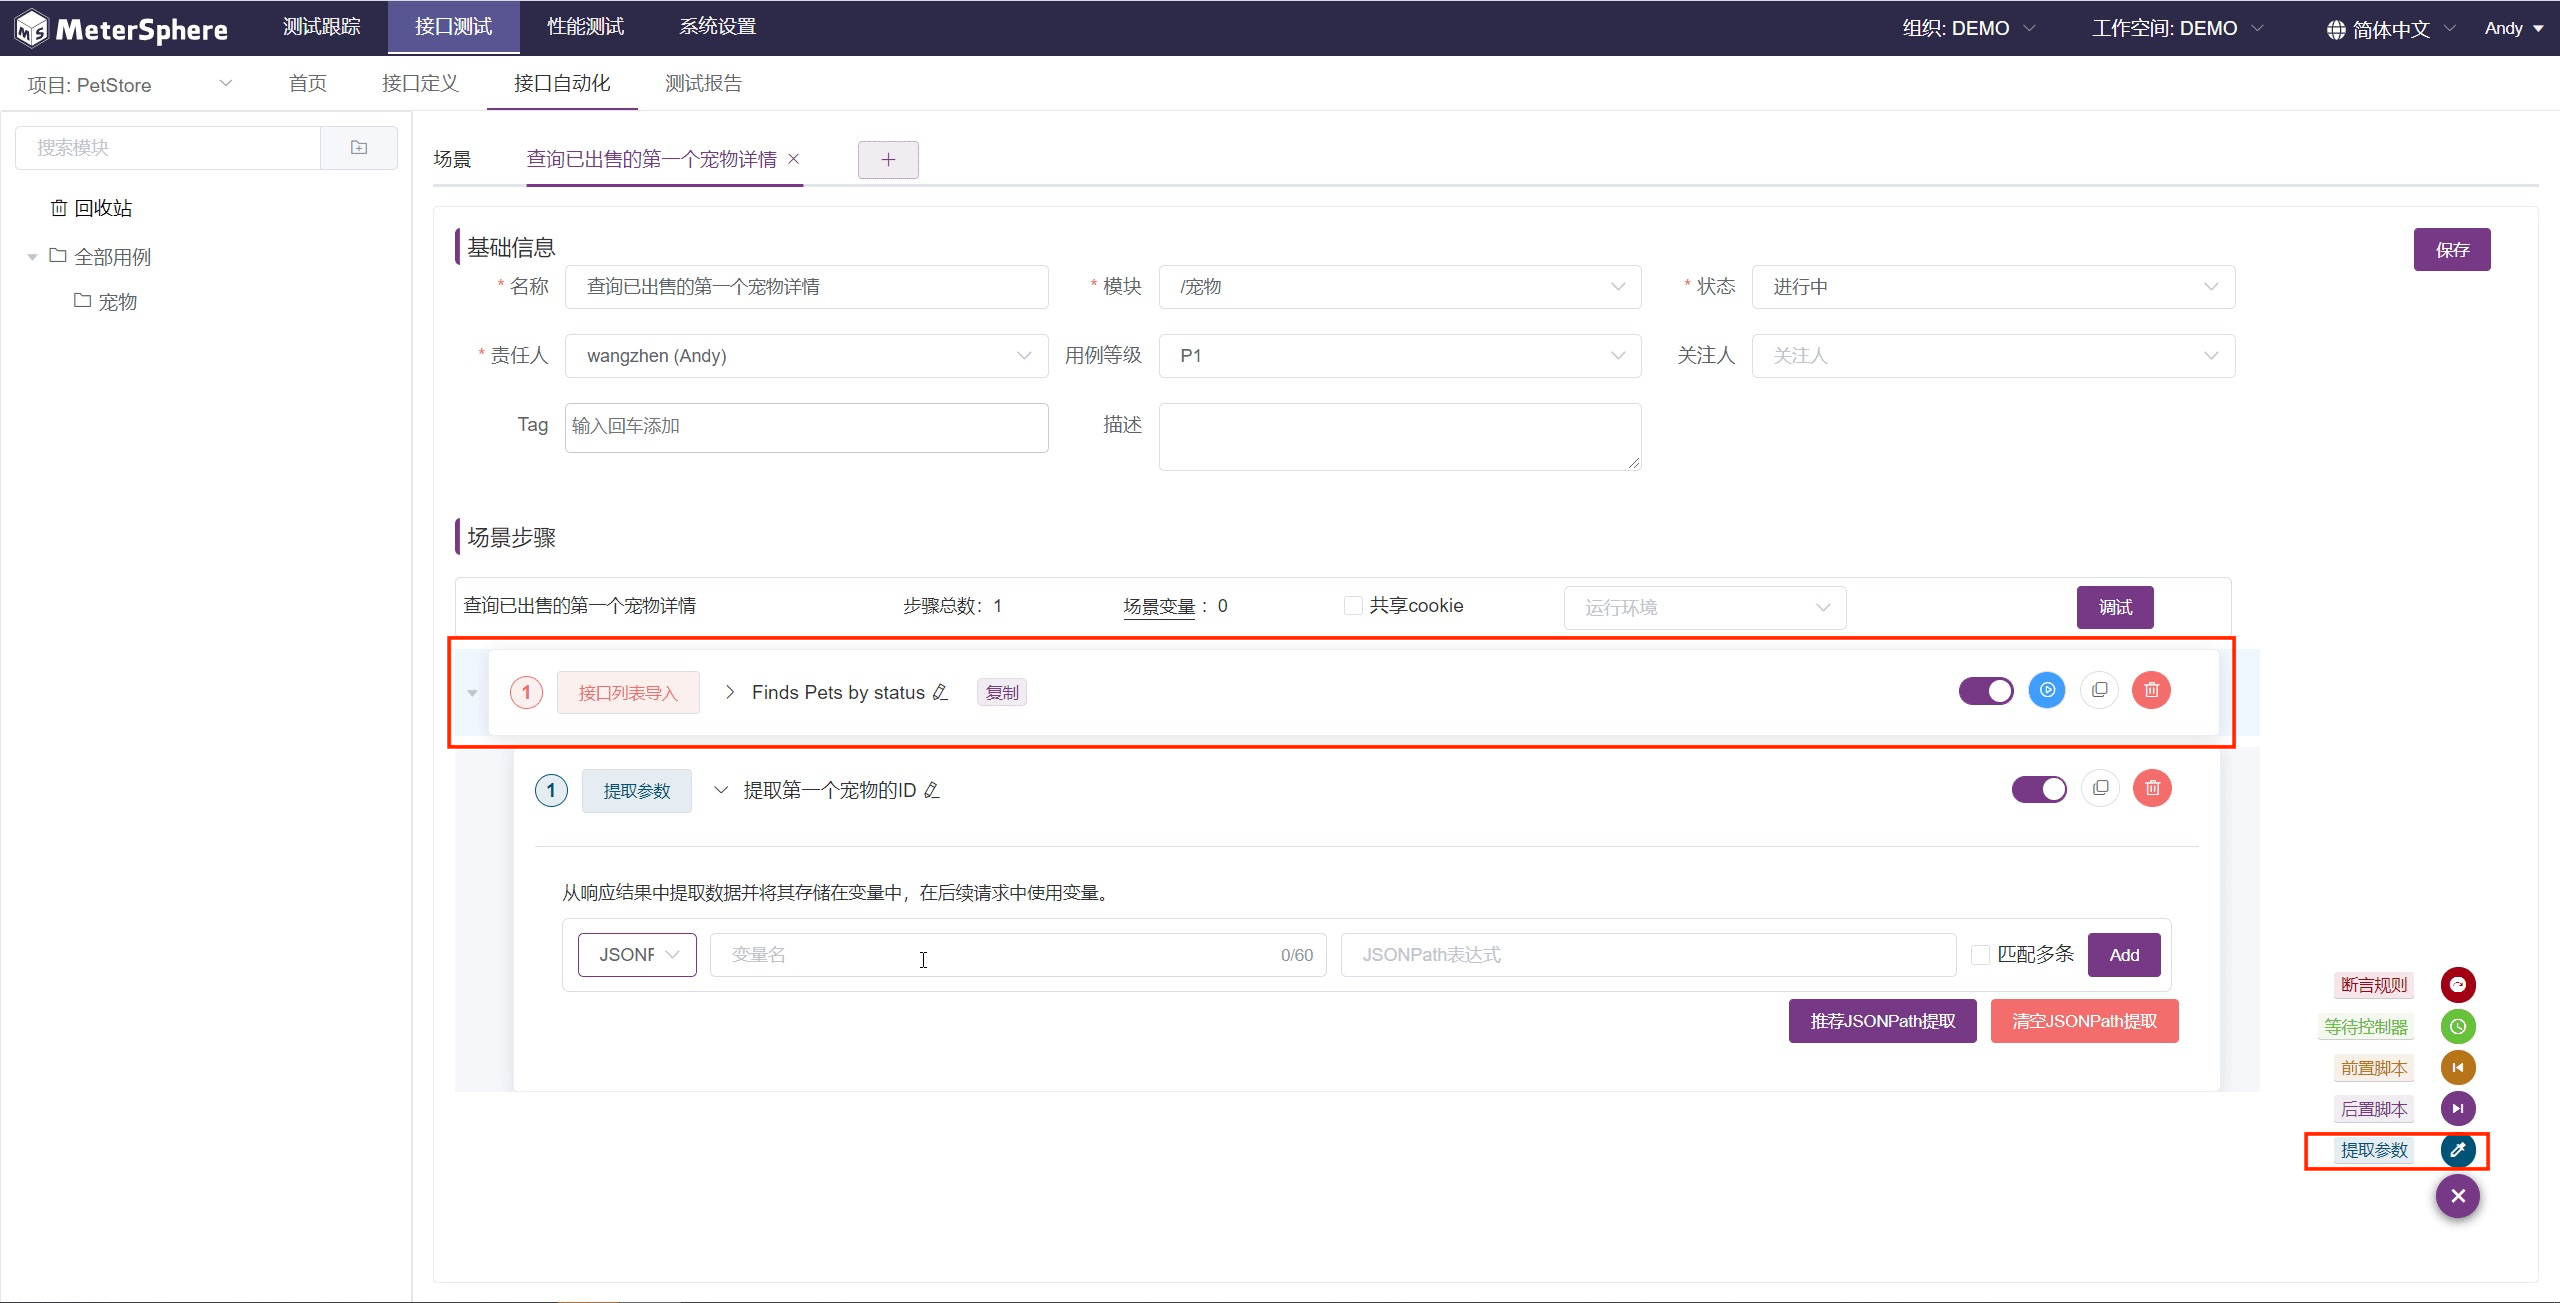 MeterSphere 测试跟踪 接口测试 性能测试 系统设置 组织: DEMO 工作空间: DEMO 简体中文 Andy
项目: PetStore 首页 接口定义 接口自动化 测试报告
搜索模块
回收站
全部用例
宠物
场景 查询已出售的第一个宠物详情
基础信息
保存
* 名称 查询已出售的第一个宠物详情 * 模块 /宠物 * 状态 进行中
* 责任人 wangzhen (Andy) 用例等级 P1 关注人 关注人
Tag 输入回车添加 描述
场景步骤
查询已出售的第一个宠物详情 步骤总数：1 场景变量：0 共享cookie 运行环境 调试
1 接口列表导入 Finds Pets by status 复制
1 提取参数 提取第一个宠物的ID
从响应结果中提取数据并将其存储在变量中，在后续请求中使用变量。
JSONF 变量名 0/60 JSONPath表达式 匹配多条 Add
推荐JSONPath提取 清空JSONPath提取
断言规则
等待控制器
前置脚本
后置脚本
提取参数